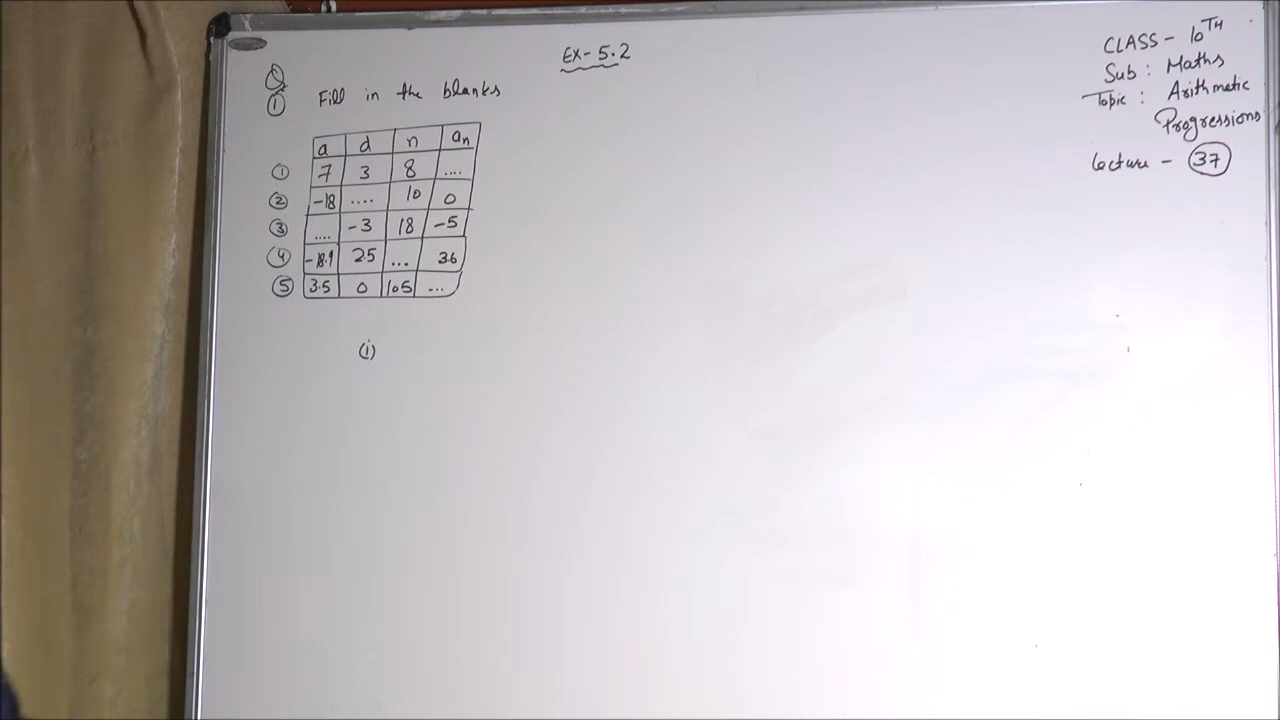 EX- 5.2
CLASS - 10TH
Sub : Maths
Topic : Arithmetic
Progressions
Lecture - 37
Q
1 Fill in the blanks
a d n an
1 7 3 8 ....
2 -18 .... 10 0
3 .... -3 18 -5
4 -18.9 2.5 ... 3.6
5 3.5 0 105 ...
(i)